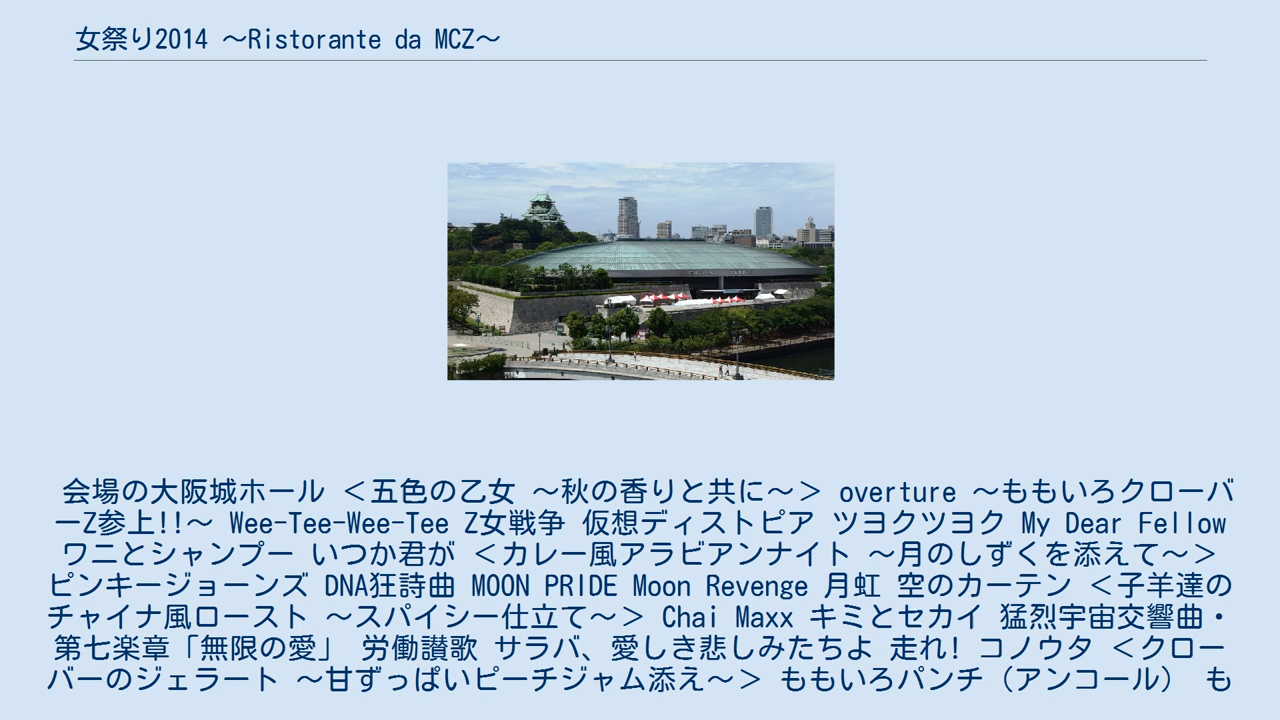 女祭り2014 ～Ristorante da MCZ～
会場の大阪城ホール ＜五色の乙女 ～秋の香りと共に～＞ overture ～ももいろクローバ
ーZ参上!!～ Wee-Tee-Wee-Tee Z女戦争 仮想ディストピア ツヨクツヨク My Dear Fellow
ワニとシャンプー いつか君が ＜カレー風アラビアンナイト ～月のしずくを添えて～＞
ピンキージョーンズ DNA狂詩曲 MOON PRIDE Moon Revenge 月虹 空のカーテン ＜子羊達の
チャイナ風ロースト ～スパイシー仕立て～＞ Chai Maxx キミとセカイ 猛烈宇宙交響曲・
第七楽章「無限の愛」 労働讃歌 サラバ、愛しき悲しみたちよ 走れ! コノウタ ＜クロー
バーのジェラート ～甘ずっぱいピーチジャム添え～＞ ももいろパンチ（アンコール） も